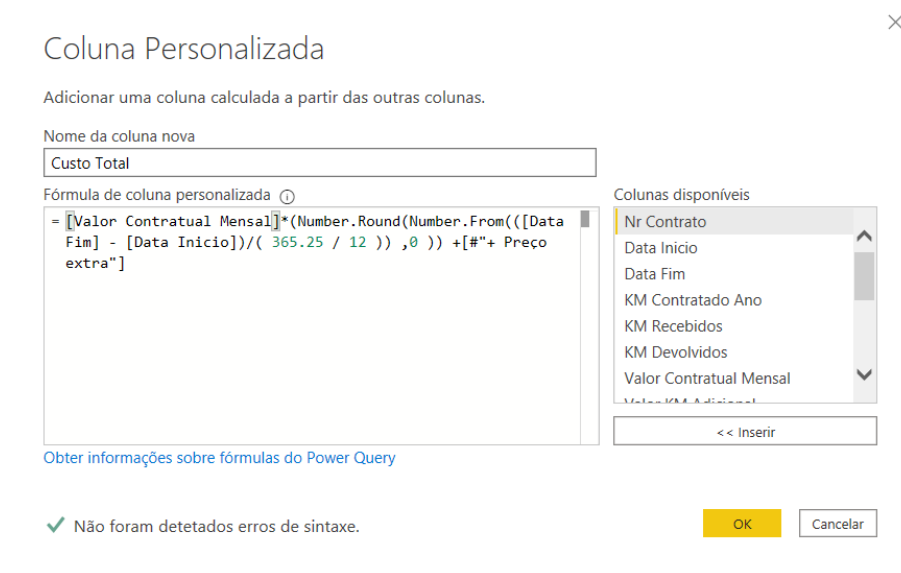 Coluna Personalizada
Adicionar uma coluna calculada a partir das outras colunas.
Nome da coluna nova
Custo Total
Fórmula de coluna personalizada
= [Valor Contratual Mensal]*(Number.Round(Number.From(([Data
Fim] - [Data Inicio])/( 365.25 / 12 )) ,0 )) +[#"+ Preço
extra"]
Colunas disponíveis
Nr Contrato
Data Inicio
Data Fim
KM Contratado Ano
KM Recebidos
KM Devolvidos
Valor Contratual Mensal
Valor KM Adicional
<< Inserir
Obter informações sobre fórmulas do Power Query
Não foram detetados erros de sintaxe.
OK
Cancelar